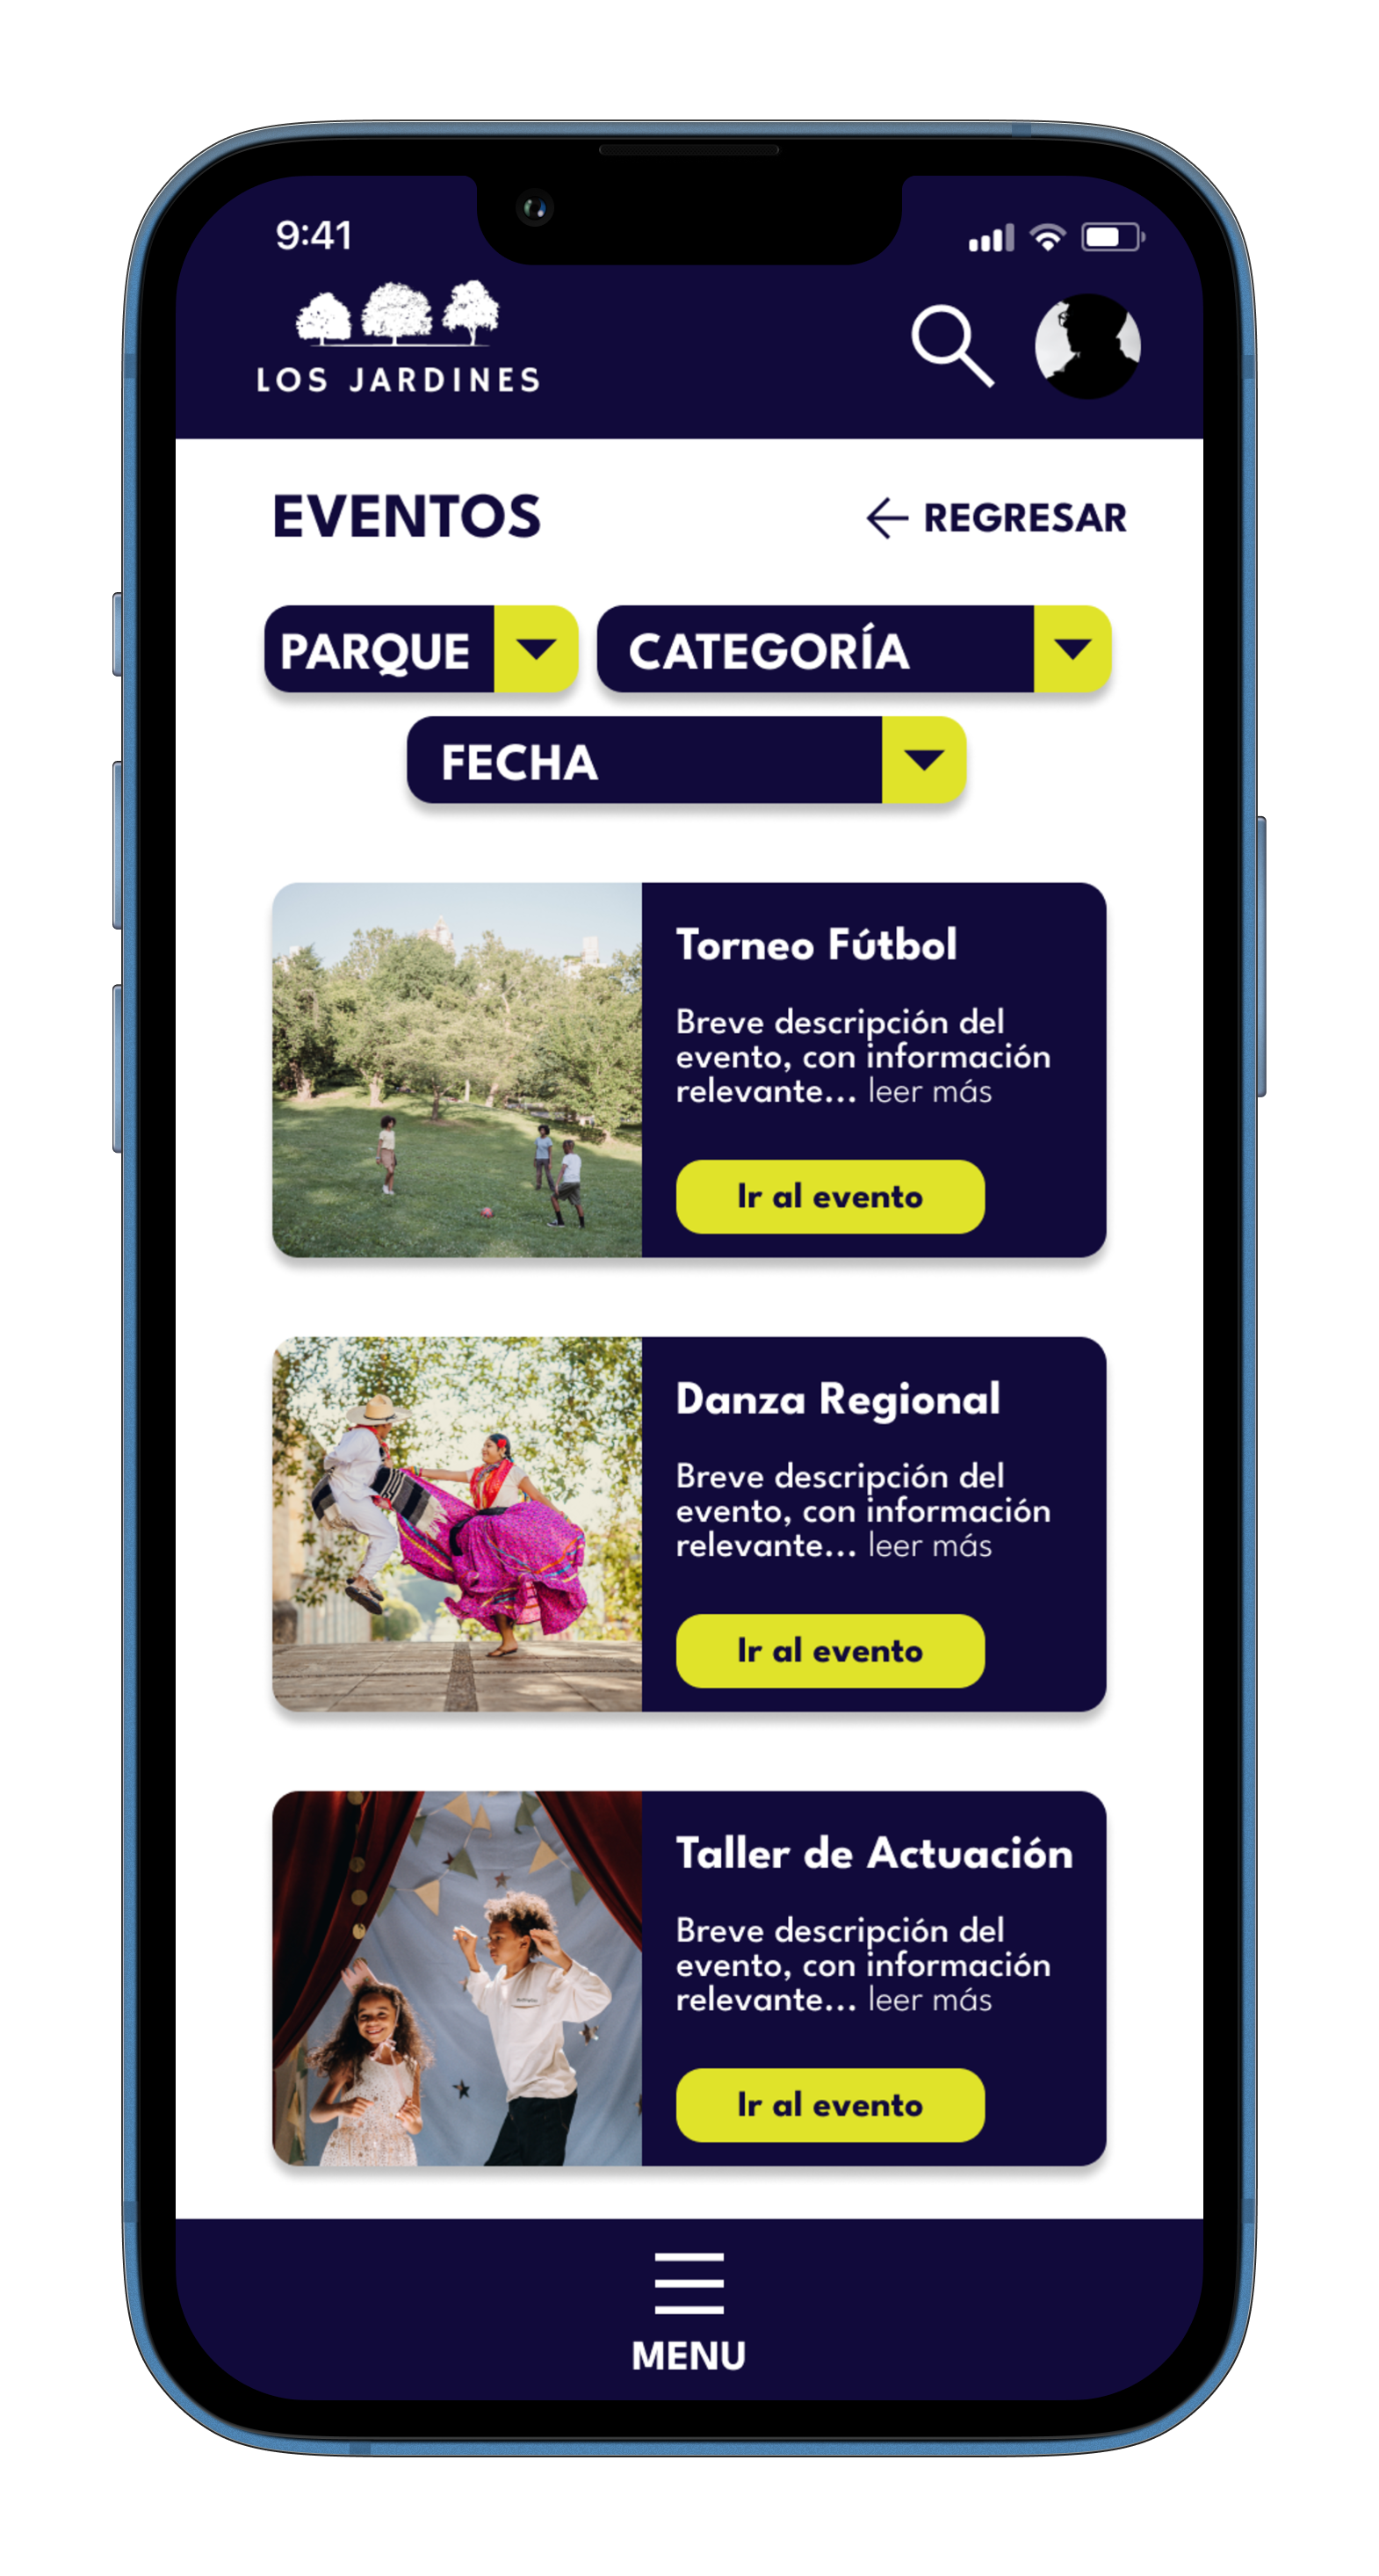 9:41
LOS JARDINES
EVENTOS
REGRESAR
PARQUE
CATEGORÍA
FECHA
Torneo Fútbol
Breve descripción del
evento, con información
relevante... leer más
Ir al evento
Danza Regional
Breve descripción del
evento, con información
relevante... leer más
Ir al evento
Taller de Actuación
Breve descripción del
evento, con información
relevante... leer más
Ir al evento
MENU